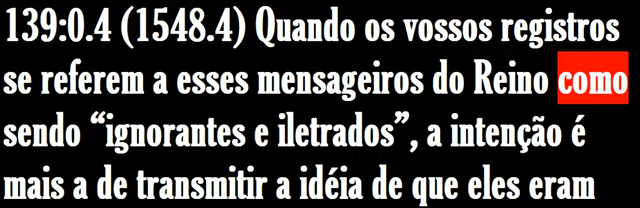 139:0.4 (1548.4) Quando os vossos registros
se referem a esses mensageiros do Reino como
sendo “ignorantes e iletrados”, a intenção é
mais a de transmitir a idéia de que eles eram